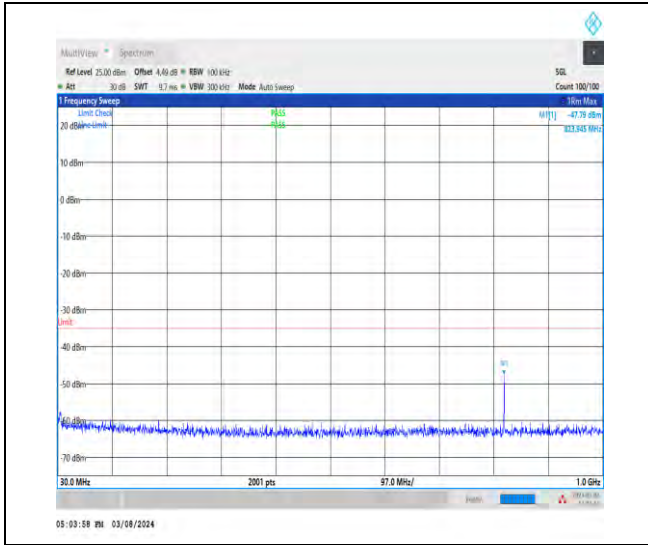 MultiView Spectrum
Ref Level 25.00 dBm Offset 4.49 dB RBW 100 kHz SGL
Att 30 dB SWT 9.7 ms VBW 300 kHz Mode Auto Sweep Count 100/100
1 Frequency Sweep 1Rm Max
Limit Check PASS M1[1] -47.79 dBm
20 dBm Line Limit PASS 823.945 MHz
10 dBm
0 dBm
-10 dBm
-20 dBm
-30 dBm
Limit
-40 dBm
M1
-50 dBm
-60 dBm
-70 dBm
30.0 MHz 2001 pts 97.0 MHz/ 1.0 GHz
05:03:58 PM 03/08/2024